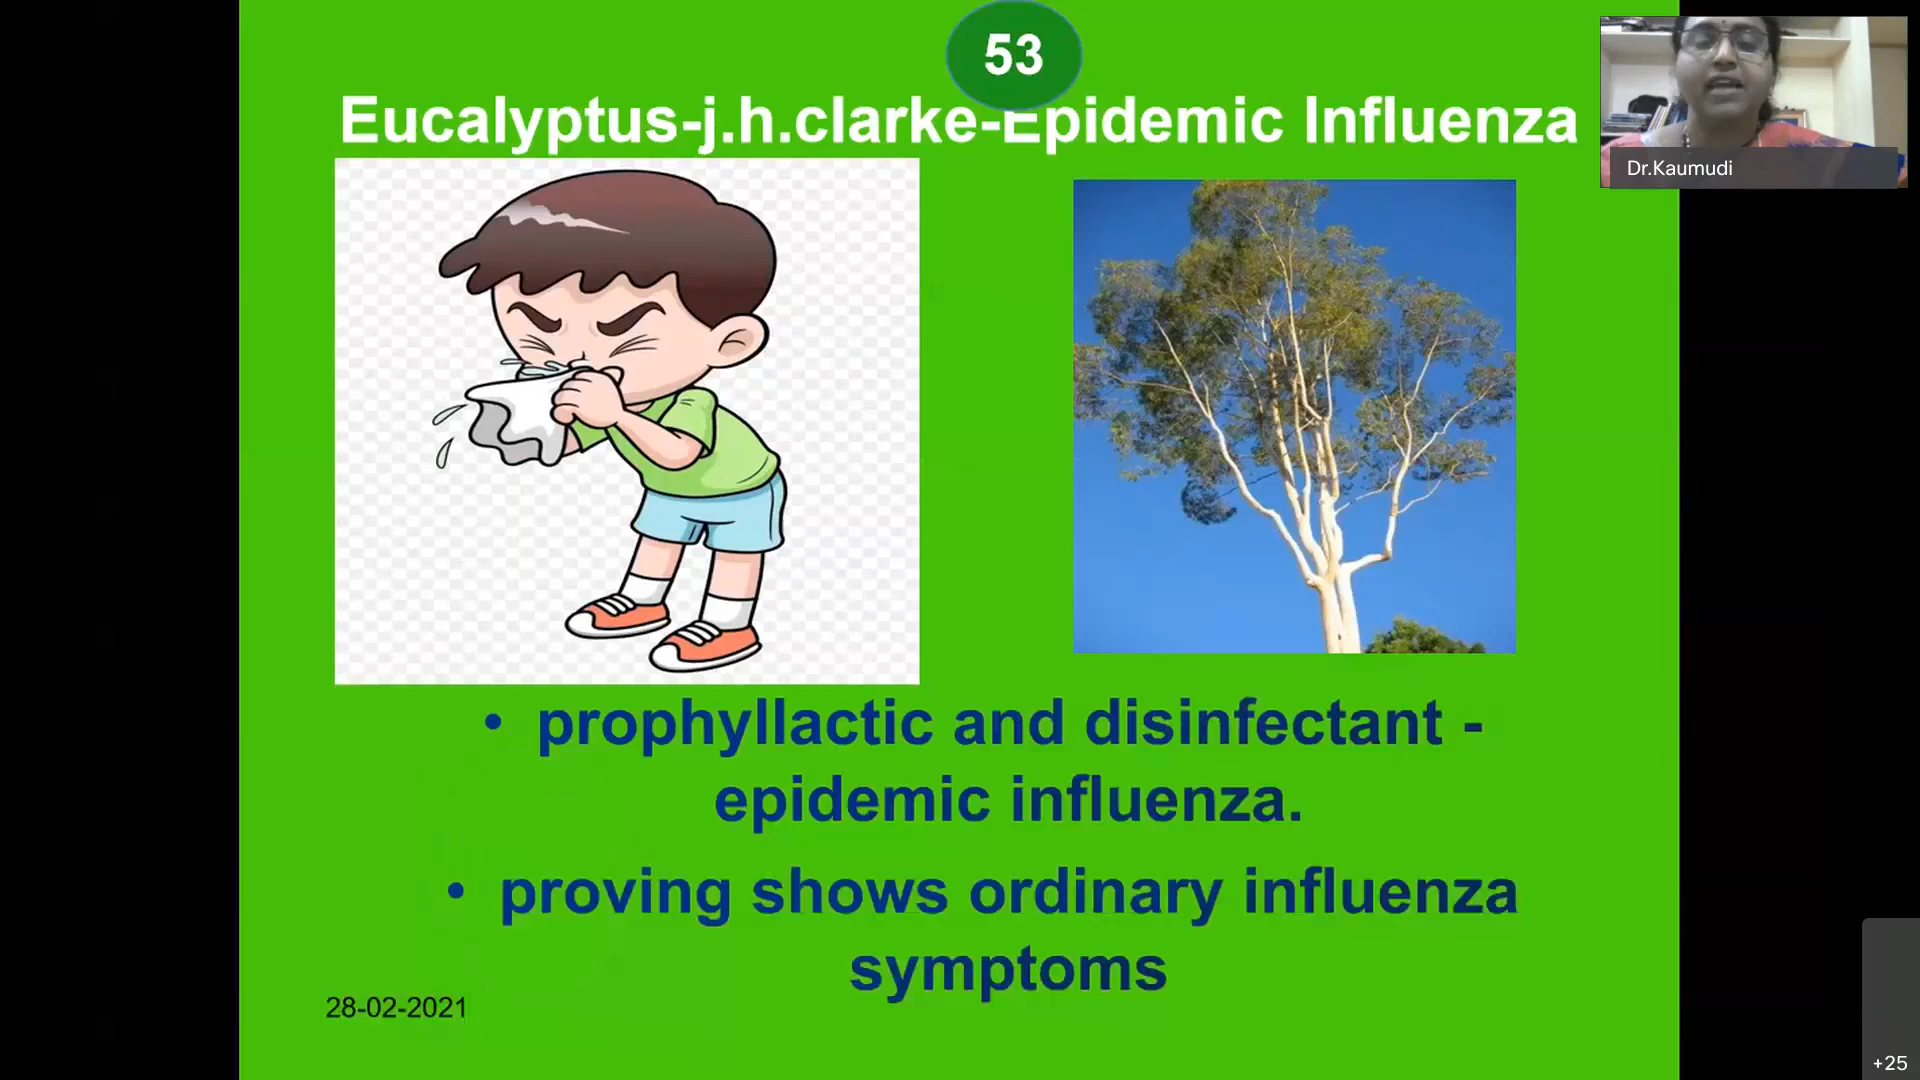 53
Eucalyptus-j.h.clarke-Epidemic Influenza
Dr.Kaumudi
• prophyllactic and disinfectant -
epidemic influenza.
• proving shows ordinary influenza
symptoms
28-02-2021
+25